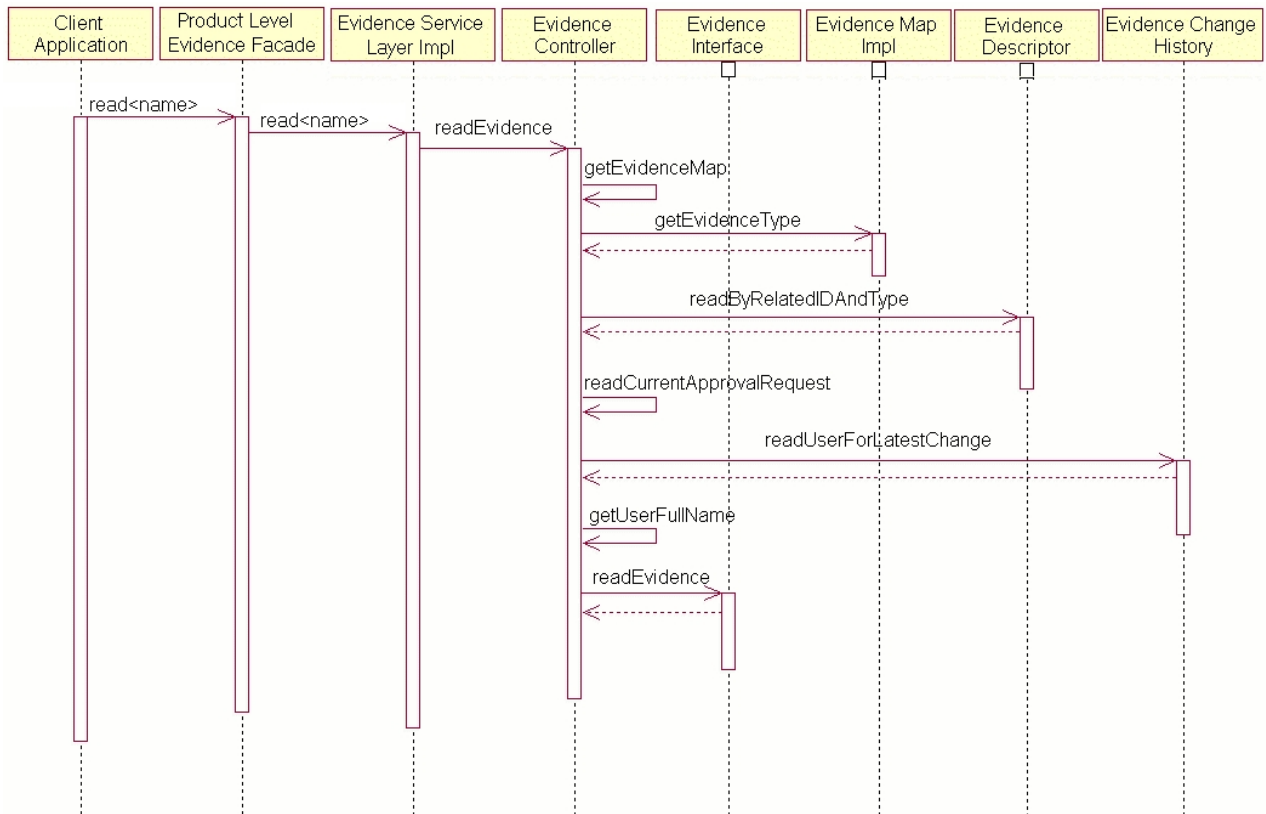 Client
Application
Product Level
Evidence Facade
Evidence Service
Layer Impl
Evidence
Controller
Evidence
Interface
Evidence Map
Impl
Evidence
Descriptor
Evidence Change
History
read<name>
read<name>
readEvidence
getEvidenceMap
getEvidenceType
readByRelatedIDAndType
readCurrentApprovalRequest
readUserForLatestChange
getUserFullName
readEvidence